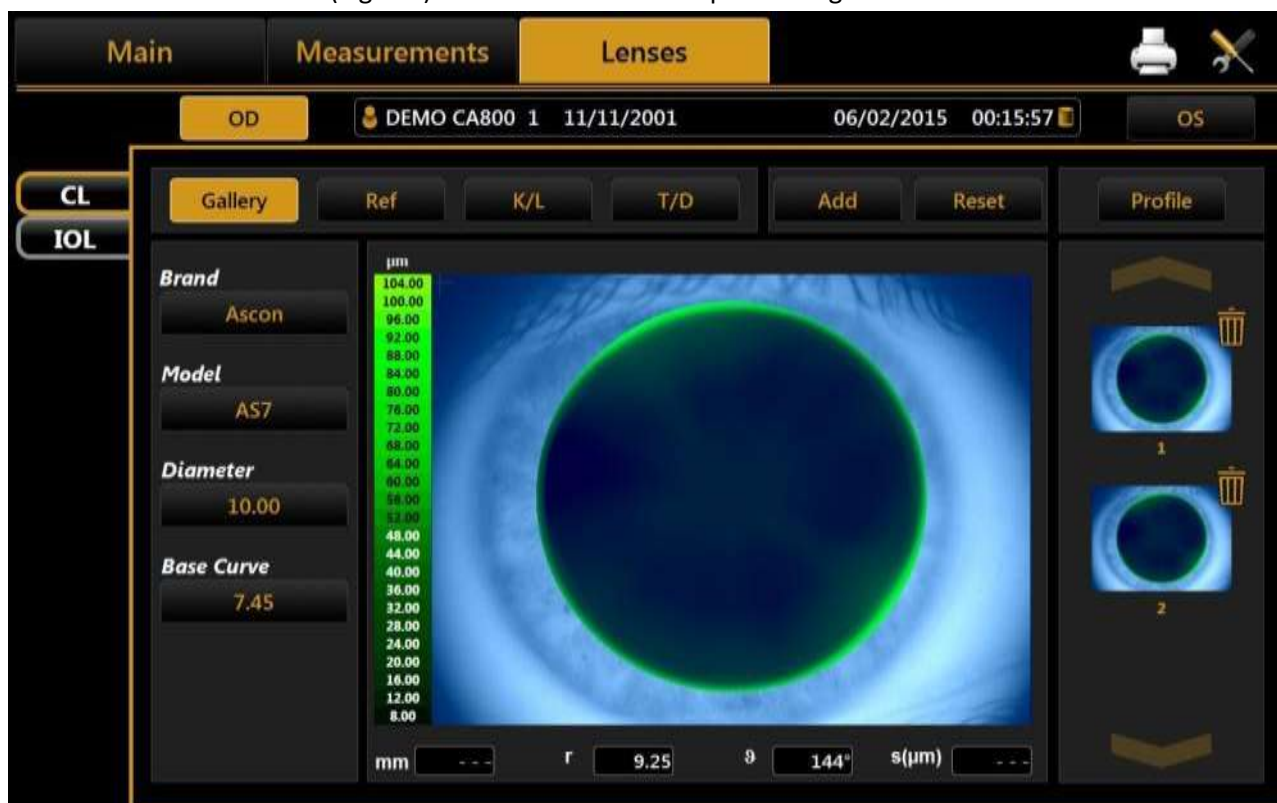 Main Measurements Lenses
OD DEMO CA800 1 11/11/2001 06/02/2015 00:15:57 OS
CL
IOL
Gallery Ref K/L T/D Add Reset Profile
Brand
Ascon
Model
AS7
Diameter
10.00
Base Curve
7.45
µm
104.00
100.00
96.00
92.00
88.00
84.00
80.00
76.00
72.00
68.00
64.00
60.00
56.00
52.00
48.00
44.00
40.00
36.00
32.00
28.00
24.00
20.00
16.00
12.00
8.00
mm --- r 9.25 ϑ 144° s(µm) ---
1
2